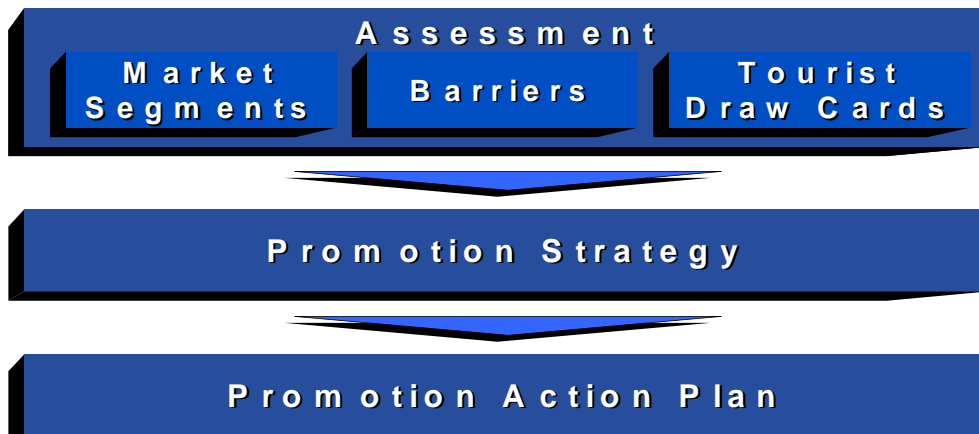 Assessment
Market
Segments
Barriers
Tourist
Draw Cards
Promotion Strategy
Promotion Action Plan